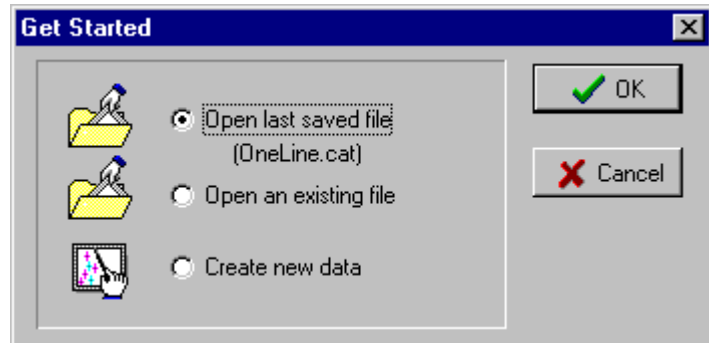 Get Started
Open last saved file
(OneLine.cat)
Open an existing file
Create new data
OK
Cancel